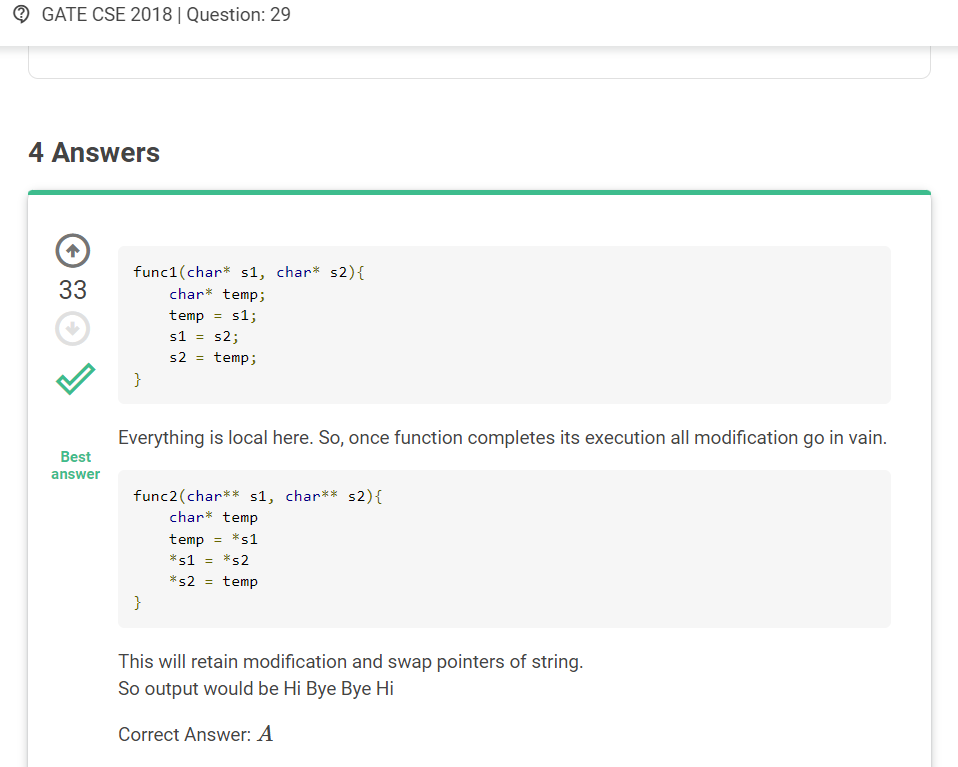 GATE CSE 2018 | Question: 29
4 Answers
33
Best
answer
func1(char* s1, char* s2){
    char* temp;
    temp = s1;
    s1 = s2;
    s2 = temp;
}
Everything is local here. So, once function completes its execution all modification go in vain.
func2(char** s1, char** s2){
    char* temp
    temp = *s1
    *s1 = *s2
    *s2 = temp
}
This will retain modification and swap pointers of string.
So output would be Hi Bye Bye Hi
Correct Answer: A